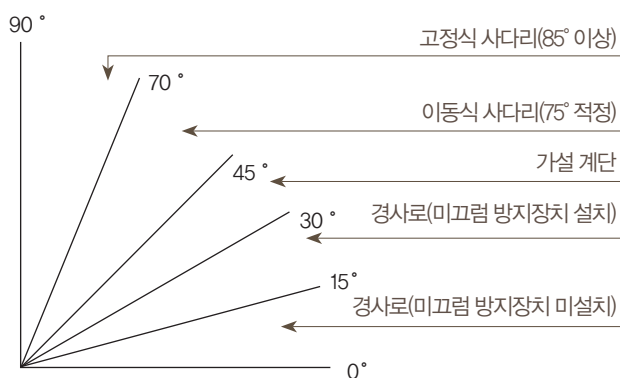 90°
고정식 사다리(85° 이상)
70°
이동식 사다리(75° 적정)
가설 계단
45°
경사로(미끄럼 방지장치 설치)
30°
15°
경사로(미끄럼 방지장치 미설치)
0°